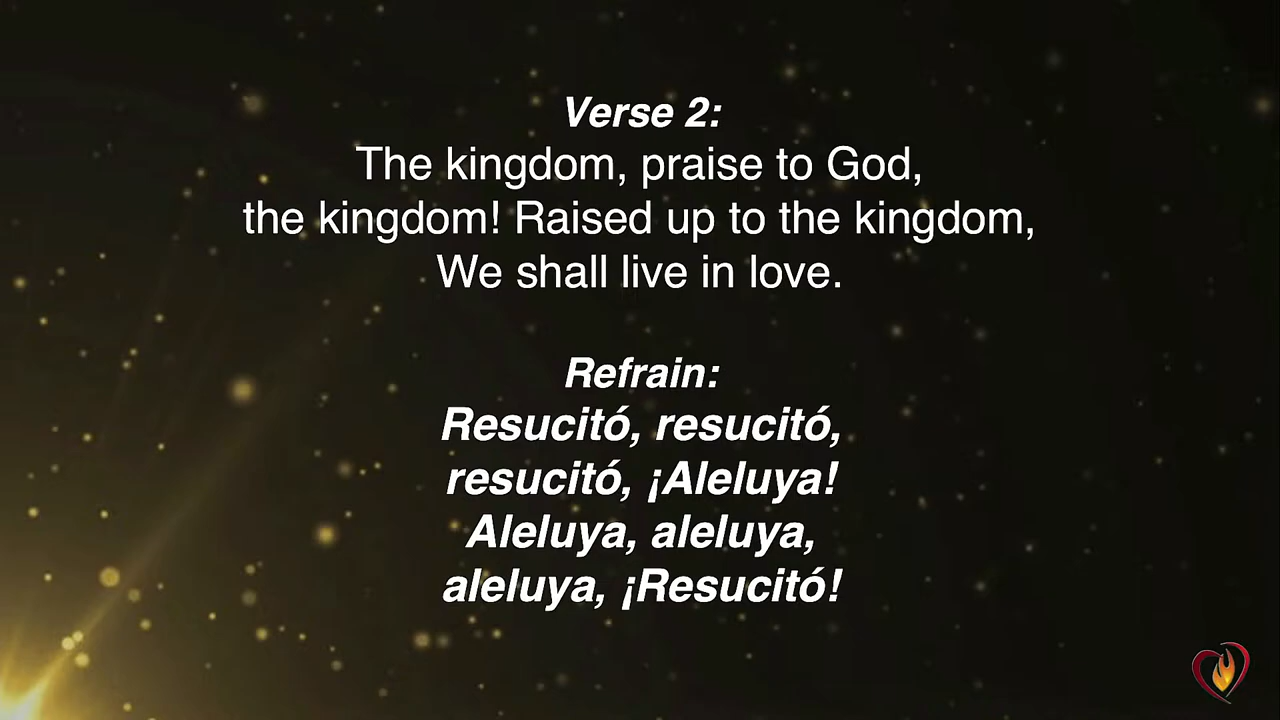 Verse 2:
The kingdom, praise to God,
the kingdom! Raised up to the kingdom,
We shall live in love.
Refrain:
Resucitó, resucitó,
resucitó, ¡Aleluya!
Aleluya, aleluya,
aleluya, ¡Resucitó!